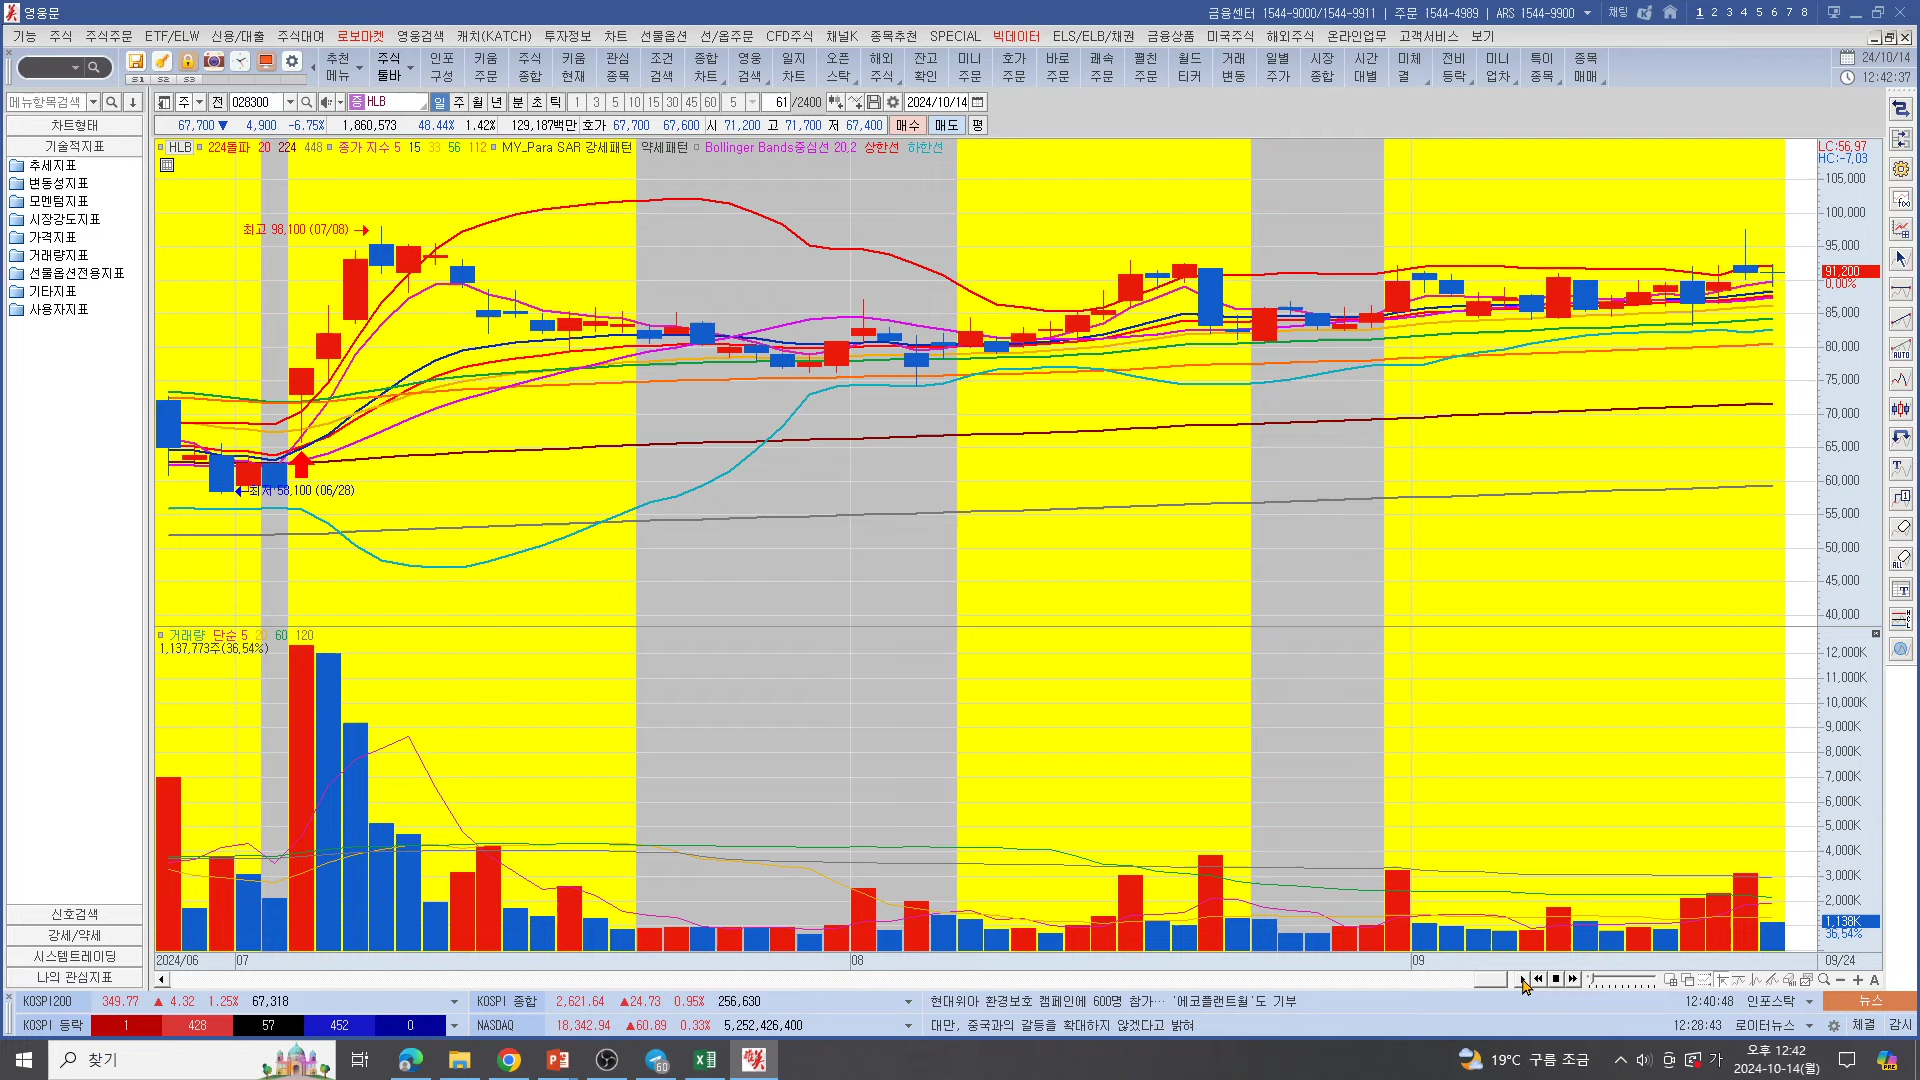 영웅문
금융센터 1544-9000/1544-9911 | 주문 1544-4989 | ARS 1544-9900 채팅 1 2 3 4 5 6 7 8
기능 주식 주식주문 ETF/ELW 신용/대출 주식대여 로보마켓 영웅검색 캐치(KATCH) 투자정보 차트 선물옵션 선/옵주문 CFD주식 채널K 종목추천 SPECIAL 빅데이터 ELS/ELB/채권 금융상품 미국주식 해외주식 온라인업무 고객서비스 보기
S1 S2 S3
추천 주식 인포 키움 주식 키움 관심 조건 종합 영웅 일지 오픈 해외 잔고 미니 호가 바로 쾌속 펼친 월드 거래 일별 시장 시간 미체 전비 미니 특이 종목
메뉴 툴바 구성 주문 종합 현재 종목 검색 차트 검색 차트 스탁 주식 확인 주문 주문 주문 주문 주문 티커 변동 주가 종합 대별 결 등락 업차 종목 매매
24/10/14
12:42:37
메뉴항목검색
주 전 028300 증 HLB 일 주 월 년 분 초 틱 1 3 5 10 15 30 45 60 5 61 /2400 2024/10/14
67,700 ▼ 4,900 -6.75% 1,860,573 48.44% 1.42% 129,187백만 호가 67,700 67,600 시 71,200 고 71,700 저 67,400 매수 매도 평
차트형태
기술적지표
추세지표
변동성지표
모멘텀지표
시장강도지표
가격지표
거래량지표
선물옵션전용지표
기타지표
사용자지표
신호검색
강세/약세
시스템트레이딩
나의 관심지표
HLB 224돌파 20 224 448 종가 지수 5 15 33 56 112 MY_Para SAR 강세패턴 약세패턴 Bollinger Bands중심선 20,2 상한선 하한선
LC:56,97
HC:-7,03
105,000
100,000
95,000
91,200
0,00%
85,000
80,000
75,000
70,000
65,000
60,000
55,000
50,000
45,000
40,000
최고 98,100 (07/08) →
←최저 58,100 (06/28)
거래량 단순 5 20 60 120
1,137,773주(36,54%)
12,000K
11,000K
10,000K
9,000K
8,000K
7,000K
6,000K
5,000K
4,000K
3,000K
2,000K
1,138K
36,54%
2024/06 07 08 09 09/24
KOSPI200 349.77 ▲ 4.32 1.25% 67,318 KOSPI 종합 2,621.64 ▲24.73 0.95% 256,630 현대위아 환경보호 캠페인에 600명 참가… '에코플랜트월'도 기부 12:40:48 인포스탁 뉴스
KOSPI 등락 1 428 57 452 0 NASDAQ 18,342.94 ▲60.89 0.33% 5,252,426,400 대만, 중국과의 갈등을 확대하지 않겠다고 밝혀 12:28:43 로이터뉴스 체결 감시
찾기 60 19°C 구름 조금 가 오후 12:42
2024-10-14(월)